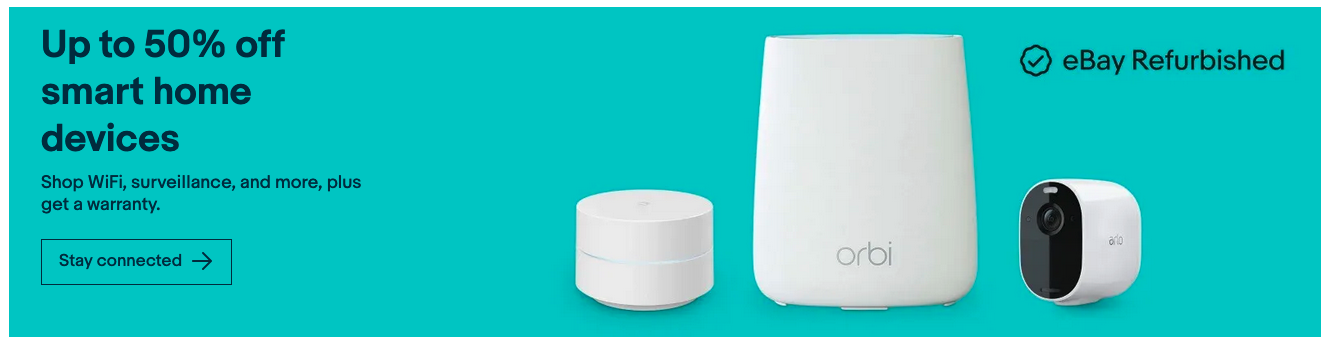 Up to 50% off
smart home
devices
Shop WiFi, surveillance, and more, plus
get a warranty.
Stay connected
eBay Refurbished
orbi
arlo